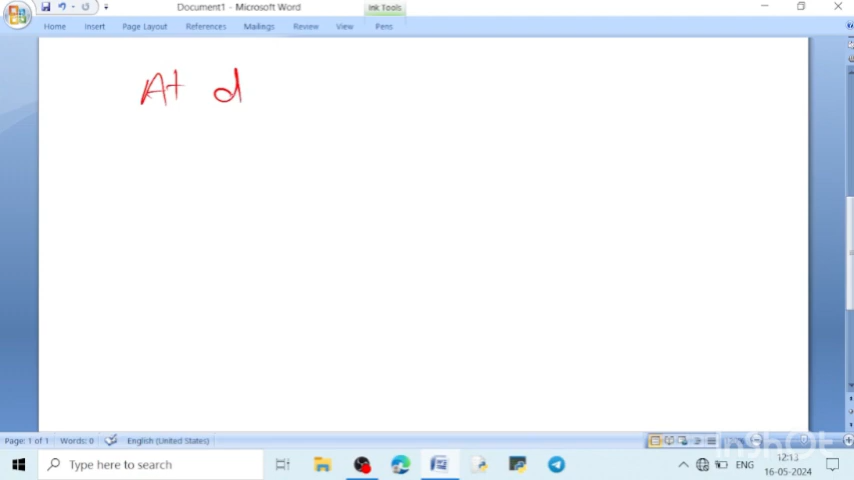 Document1 - Microsoft Word
Ink Tools
Home Insert Page Layout References Mailings Review View Pens
At d
Page: 1 of 1 Words: 0 English (United States)
InShOt
Type here to search
ENG
12:13
16-05-2024